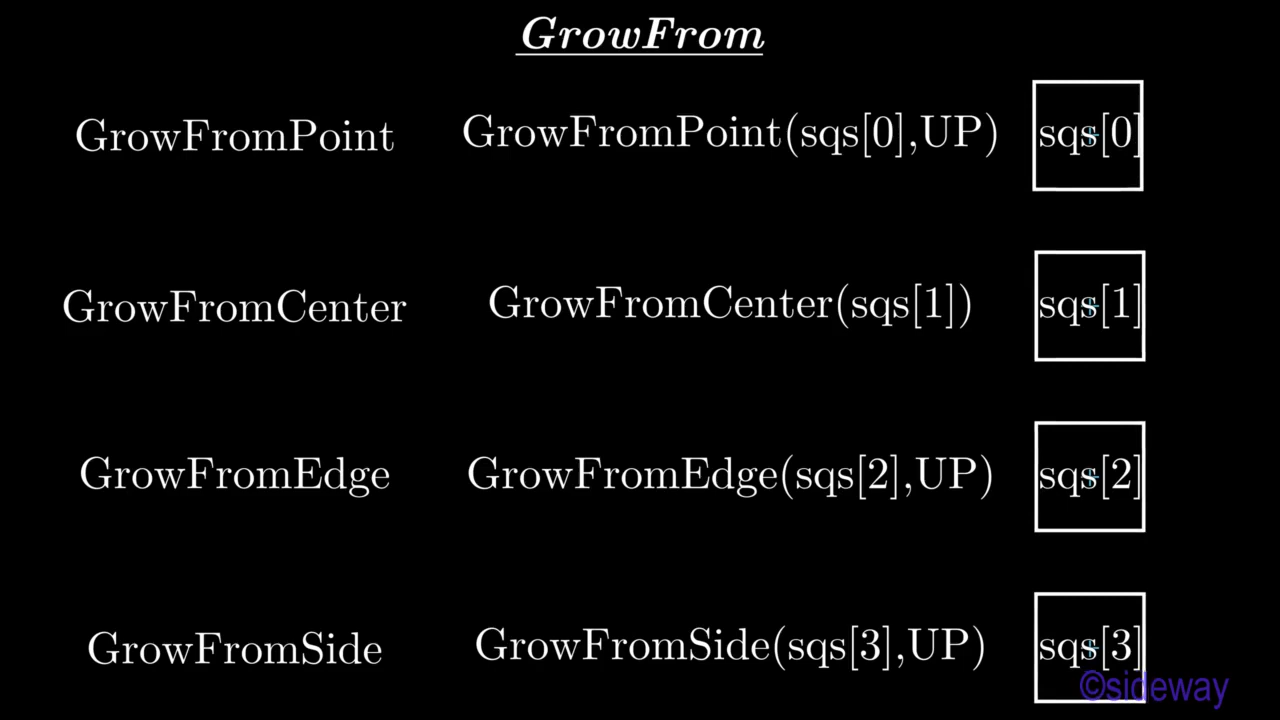 GrowFrom
GrowFromPoint GrowFromPoint(sqs[0],UP) sqs[0]
GrowFromCenter GrowFromCenter(sqs[1]) sqs[1]
GrowFromEdge GrowFromEdge(sqs[2],UP) sqs[2]
GrowFromSide GrowFromSide(sqs[3],UP) sqs[3]
©sideway